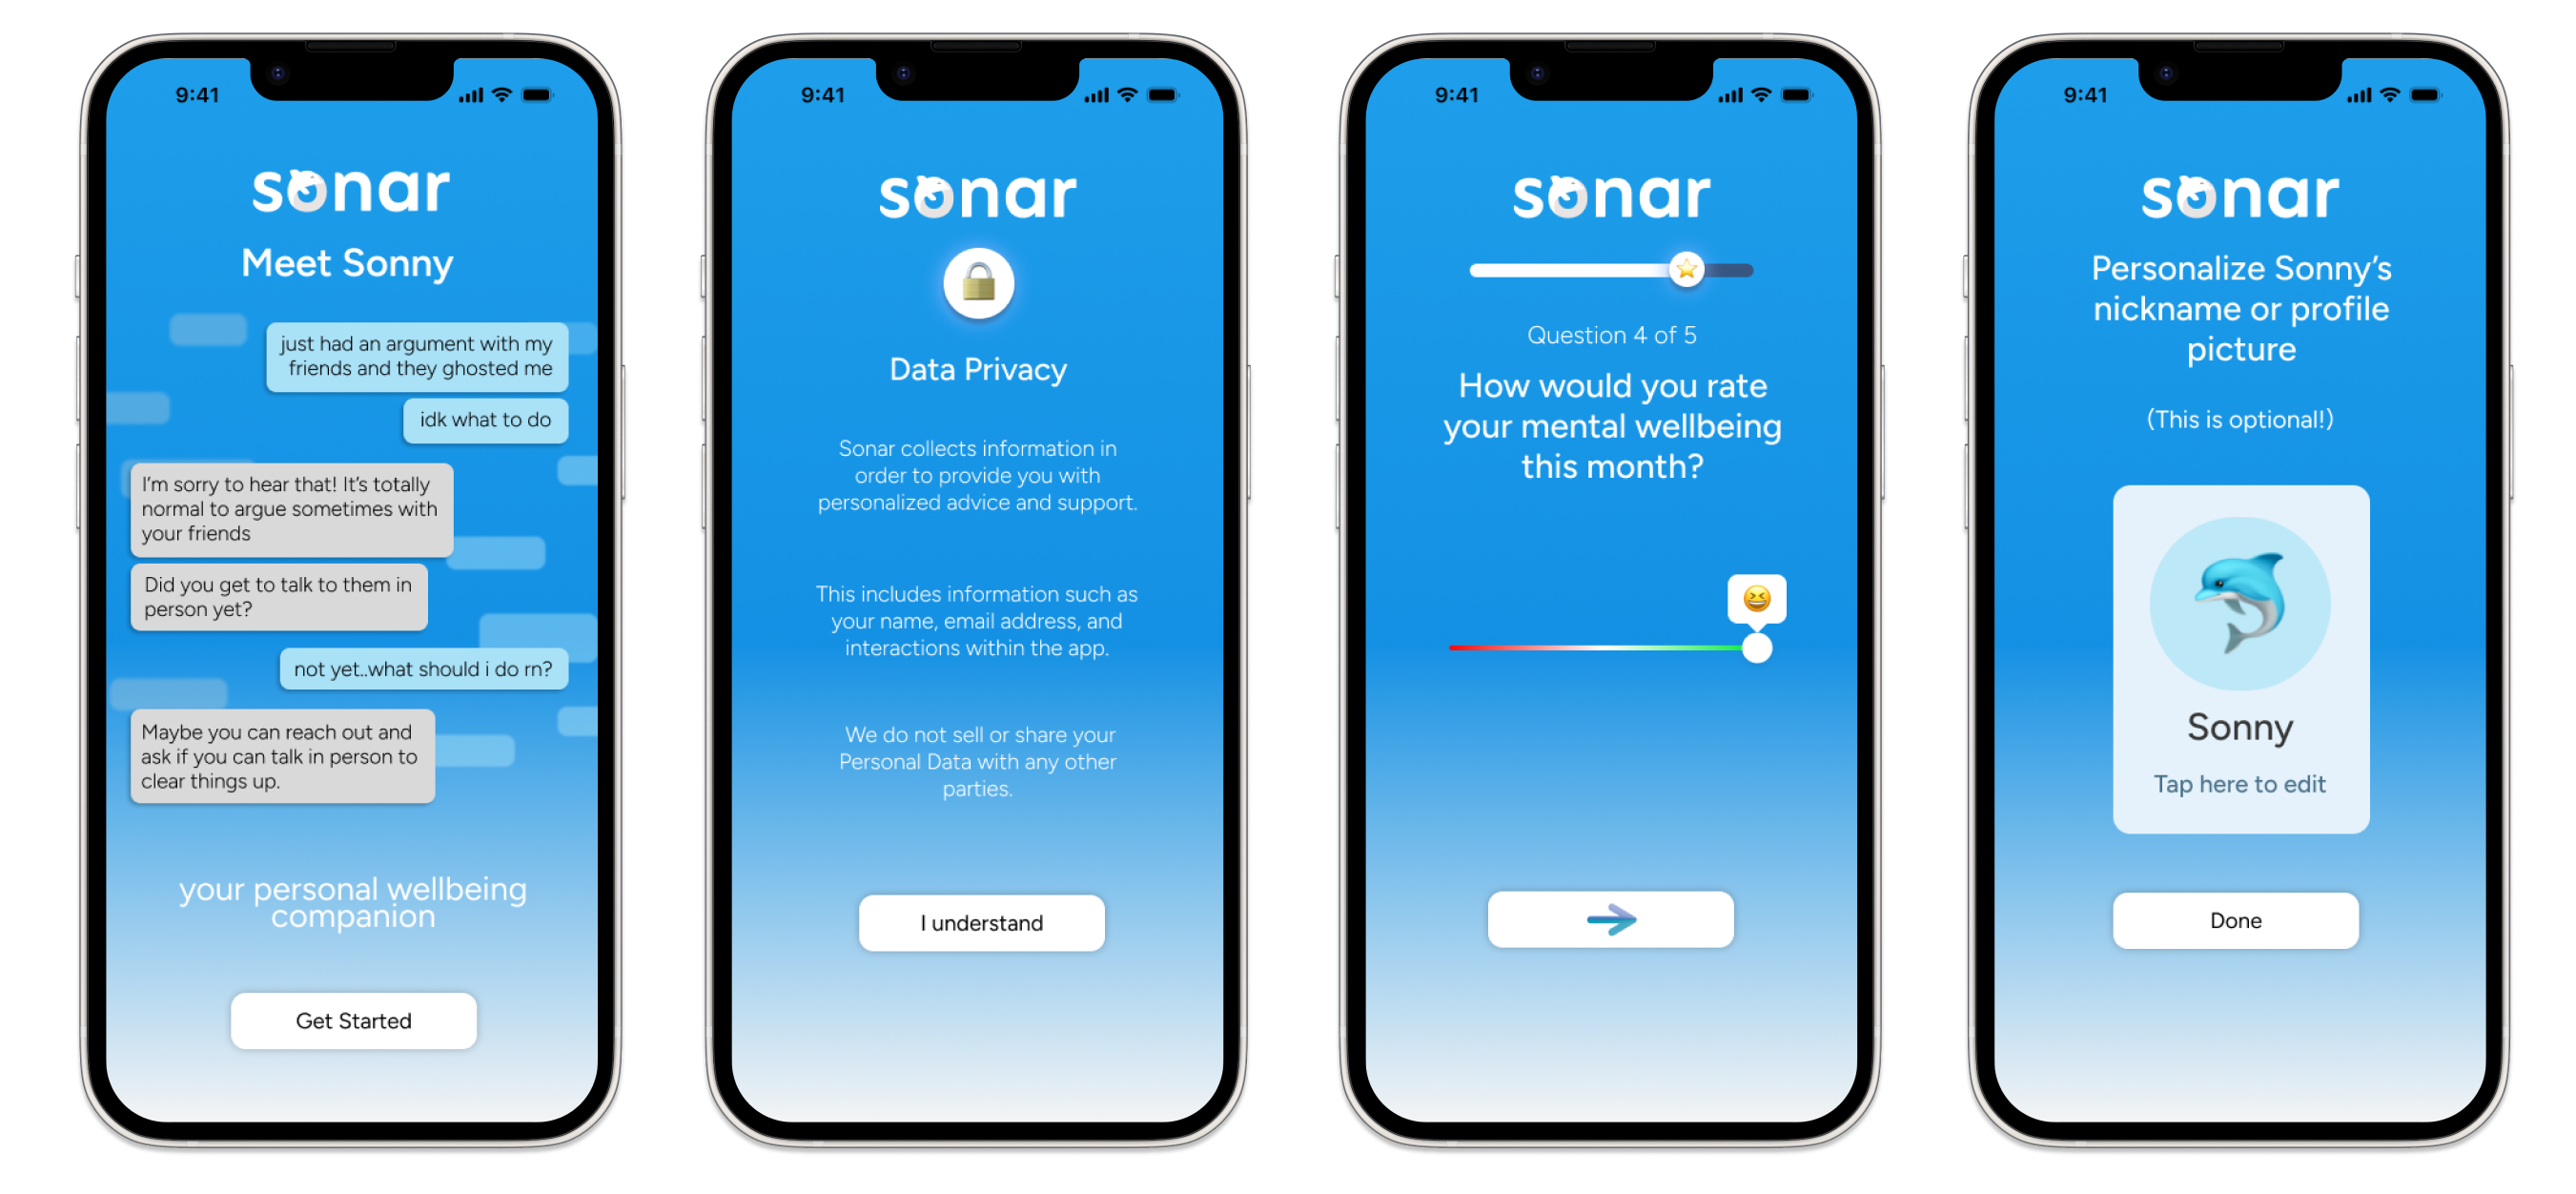 9:41
sonar
Meet Sonny
just had an argument with my
friends and they ghosted me
idk what to do
I'm sorry to hear that! It's totally
normal to argue sometimes with
your friends
Did you get to talk to them in
person yet?
not yet..what should i do rn?
Maybe you can reach out and
ask if you can talk in person to
clear things up.
your personal wellbeing
companion
Get Started
9:41
sonar
Data Privacy
Sonar collects information in
order to provide you with
personalized advice and support.
This includes information such as
your name, email address, and
interactions within the app.
We do not sell or share your
Personal Data with any other
parties.
I understand
9:41
sonar
Question 4 of 5
How would you rate
your mental wellbeing
this month?
9:41
sonar
Personalize Sonny's
nickname or profile
picture
(This is optional!)
Sonny
Tap here to edit
Done